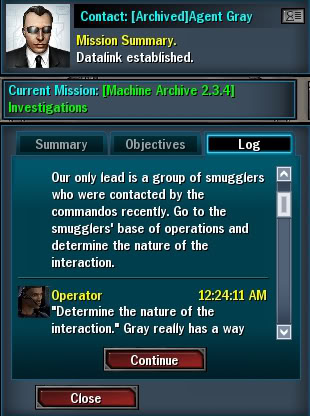 Contact: [Archived]Agent Gray
Mission Summary.
Datalink established.
Current Mission: [Machine Archive 2.3.4]
Investigations
Summary
Objectives
Log
Our only lead is a group of smugglers
who were contacted by the
commandos recently. Go to the
smugglers' base of operations and
determine the nature of the
interaction.
Operator 12:24:11 AM
"Determine the nature of the
interaction." Gray really has a way
Continue
Close